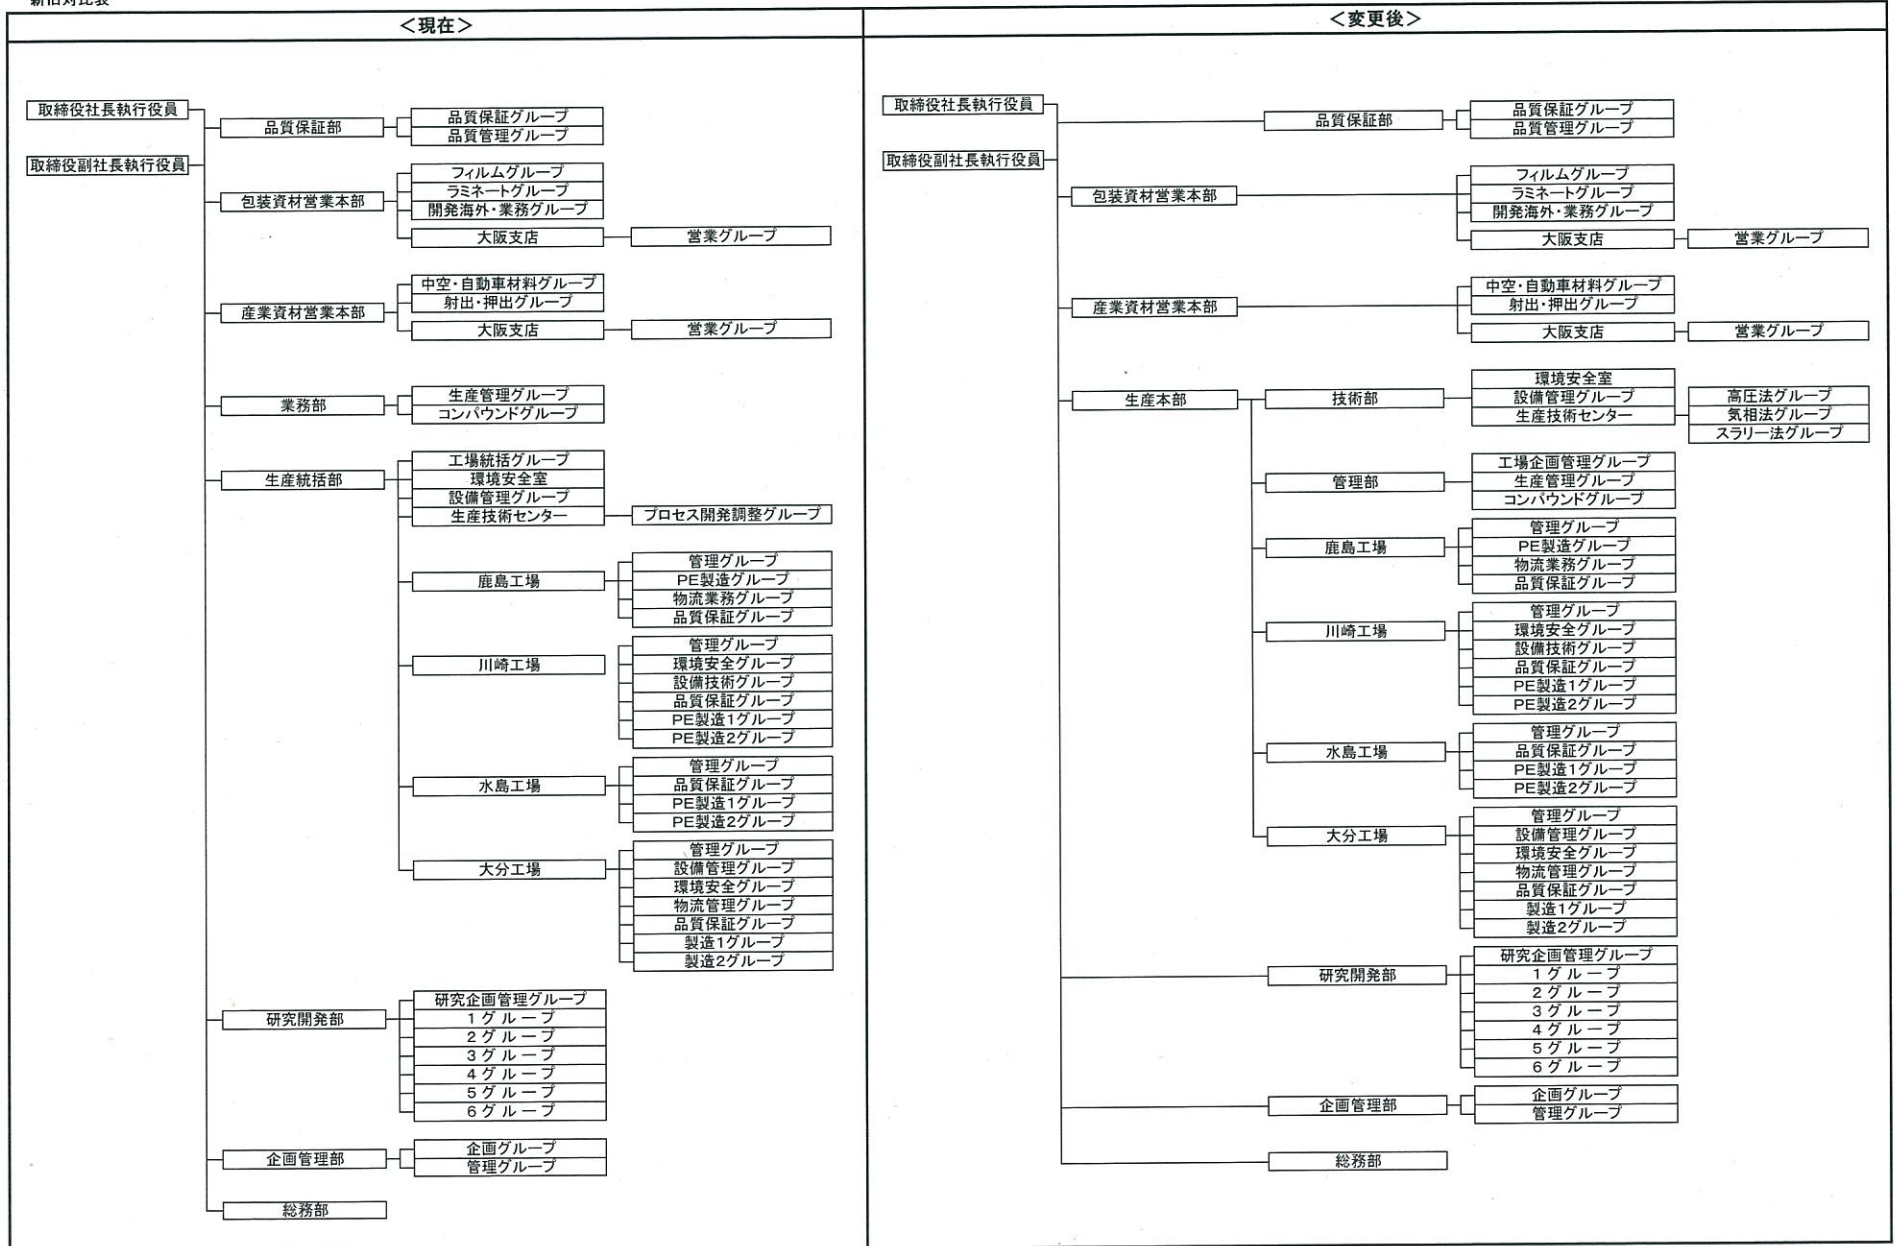 新旧対比表
＜現在＞
取締役社長執行役員
取締役副社長執行役員
品質保証部
品質保証グループ
品質管理グループ
包装資材営業本部
フィルムグループ
ラミネートグループ
開発海外・業務グループ
大阪支店
営業グループ
産業資材営業本部
中空・自動車材料グループ
射出・押出グループ
大阪支店
営業グループ
業務部
生産管理グループ
コンパウンドグループ
生産統括部
工場統括グループ
環境安全室
設備管理グループ
生産技術センター
プロセス開発調整グループ
鹿島工場
管理グループ
PE製造グループ
物流業務グループ
品質保証グループ
川崎工場
管理グループ
環境安全グループ
設備技術グループ
品質保証グループ
PE製造1グループ
PE製造2グループ
水島工場
管理グループ
品質保証グループ
PE製造1グループ
PE製造2グループ
大分工場
管理グループ
設備管理グループ
環境安全グループ
物流管理グループ
品質保証グループ
製造1グループ
製造2グループ
研究開発部
研究企画管理グループ
1グループ
2グループ
3グループ
4グループ
5グループ
6グループ
企画管理部
企画グループ
管理グループ
総務部
＜変更後＞
取締役社長執行役員
取締役副社長執行役員
品質保証部
品質保証グループ
品質管理グループ
包装資材営業本部
フィルムグループ
ラミネートグループ
開発海外・業務グループ
大阪支店
営業グループ
産業資材営業本部
中空・自動車材料グループ
射出・押出グループ
大阪支店
営業グループ
生産本部
技術部
環境安全室
設備管理グループ
生産技術センター
高圧法グループ
気相法グループ
スラリー法グループ
管理部
工場企画管理グループ
生産管理グループ
コンパウンドグループ
鹿島工場
管理グループ
PE製造グループ
物流業務グループ
品質保証グループ
川崎工場
管理グループ
環境安全グループ
設備技術グループ
品質保証グループ
PE製造1グループ
PE製造2グループ
水島工場
管理グループ
品質保証グループ
PE製造1グループ
PE製造2グループ
大分工場
管理グループ
設備管理グループ
環境安全グループ
物流管理グループ
品質保証グループ
製造1グループ
製造2グループ
研究開発部
研究企画管理グループ
1グループ
2グループ
3グループ
4グループ
5グループ
6グループ
企画管理部
企画グループ
管理グループ
総務部